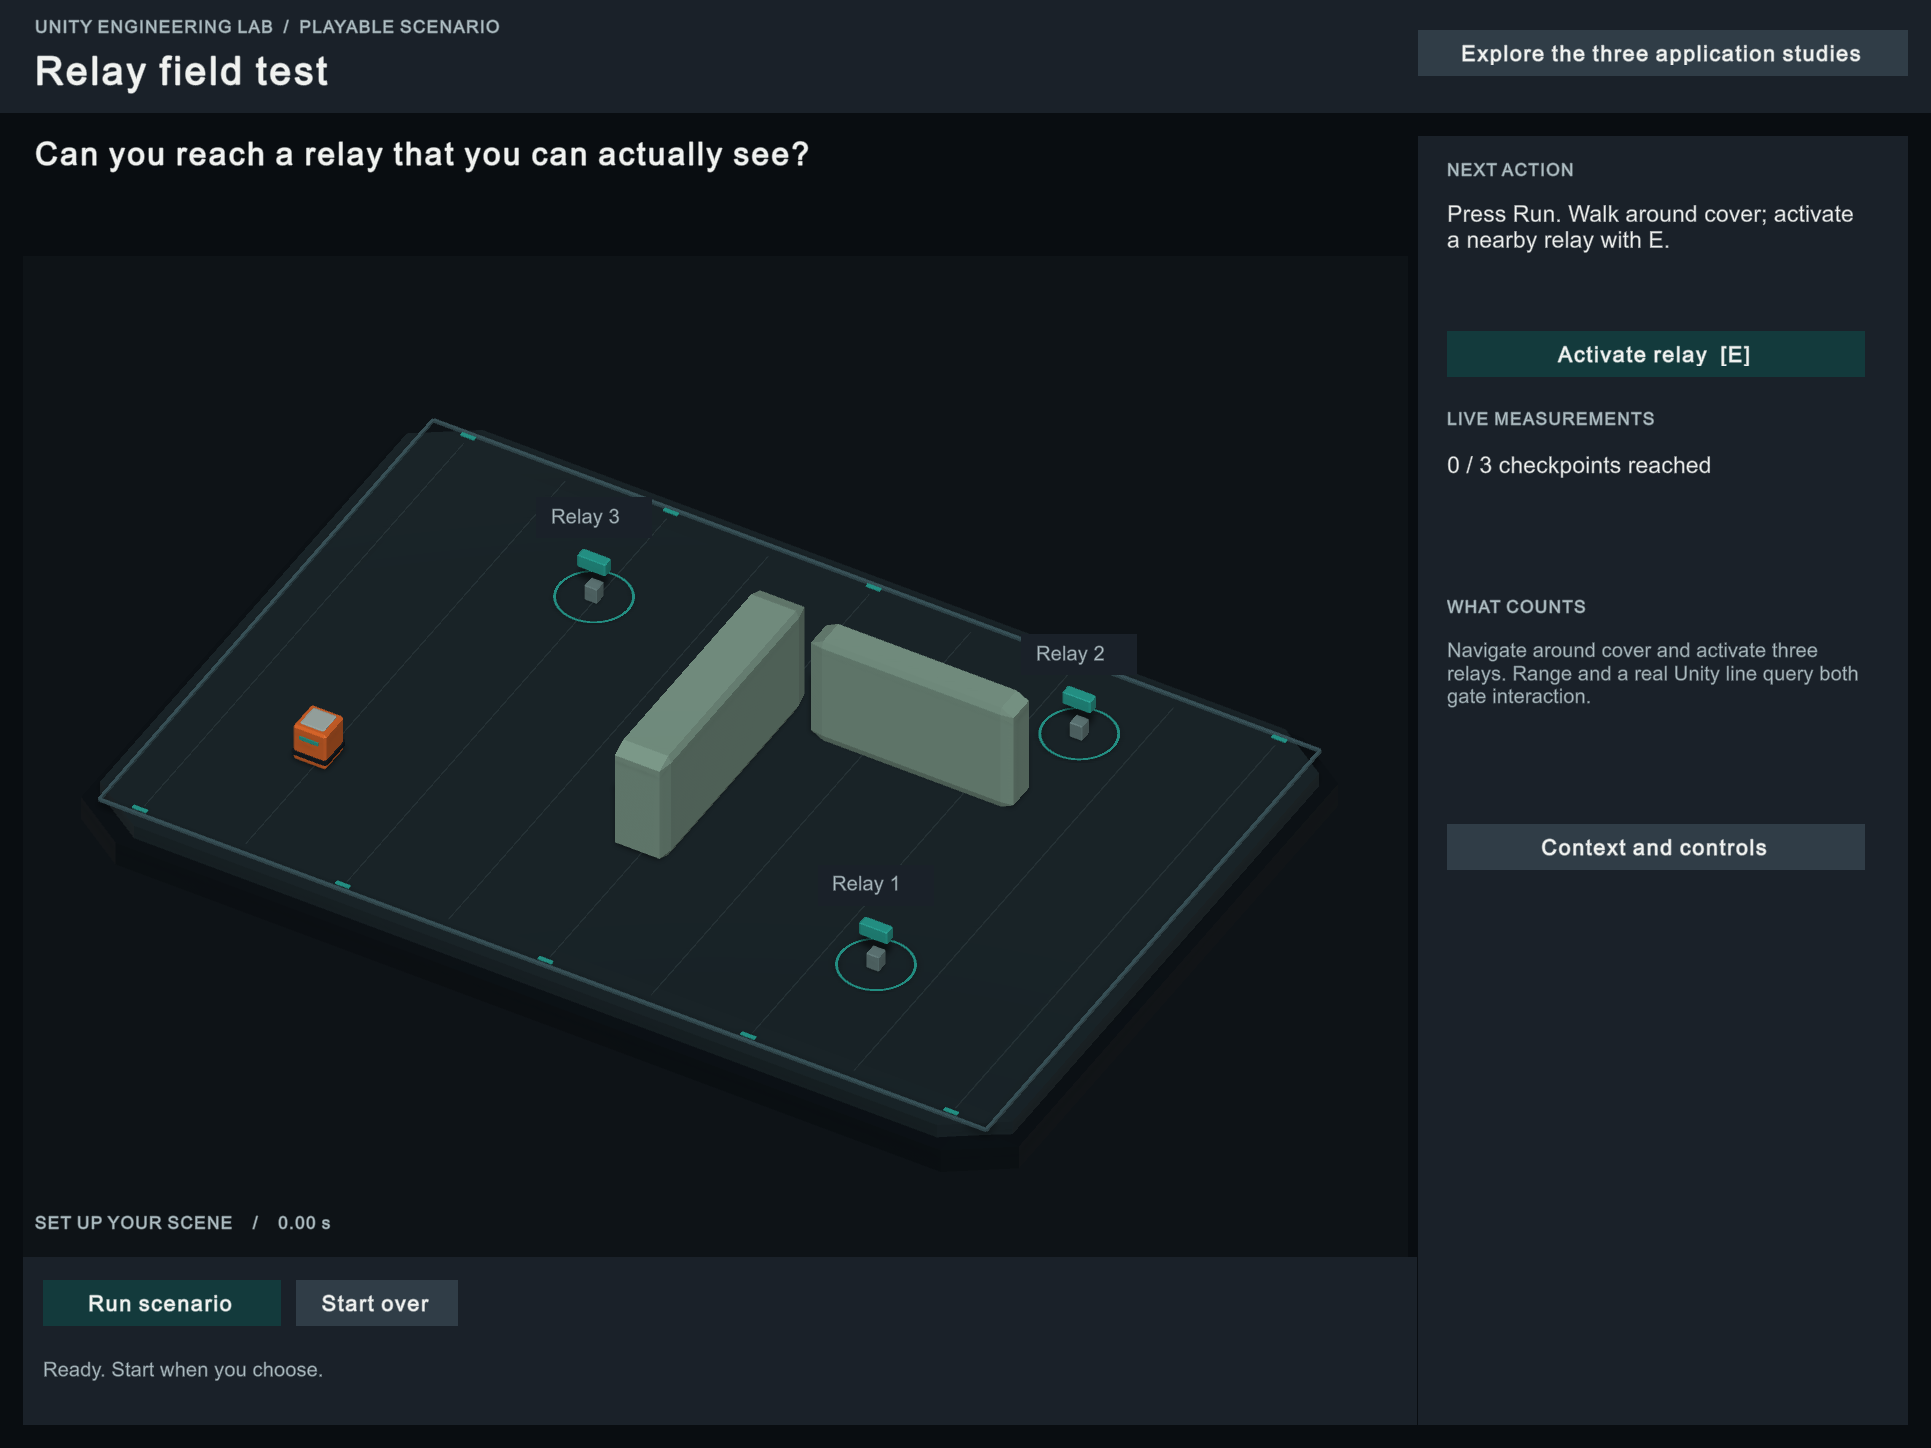 UNITY ENGINEERING LAB / PLAYABLE SCENARIO
Relay field test
Explore the three application studies
Can you reach a relay that you can actually see?
NEXT ACTION
Press Run. Walk around cover; activate
a nearby relay with E.
Activate relay [E]
LIVE MEASUREMENTS
0 / 3 checkpoints reached
WHAT COUNTS
Navigate around cover and activate three
relays. Range and a real Unity line query both
gate interaction.
Context and controls
Relay 3
Relay 2
Relay 1
SET UP YOUR SCENE / 0.00 s
Run scenario
Start over
Ready. Start when you choose.